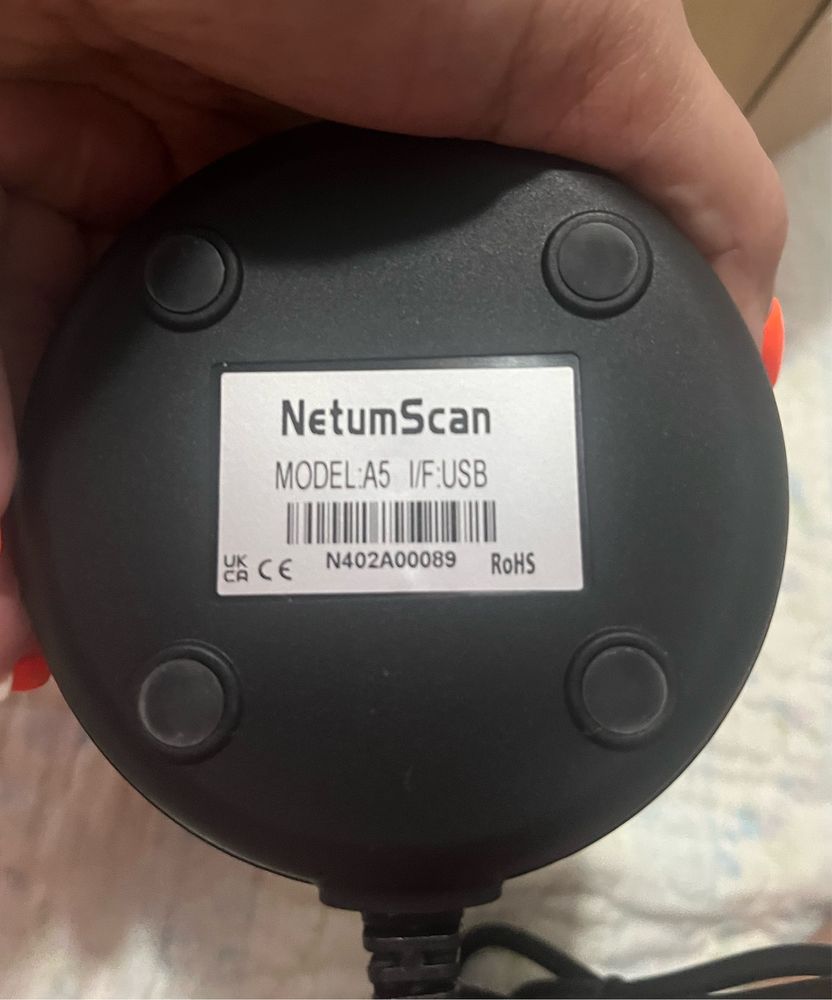 NetumScan
MODEL:A5 I/F:USB
UK CA CE N402A00089 RoHS